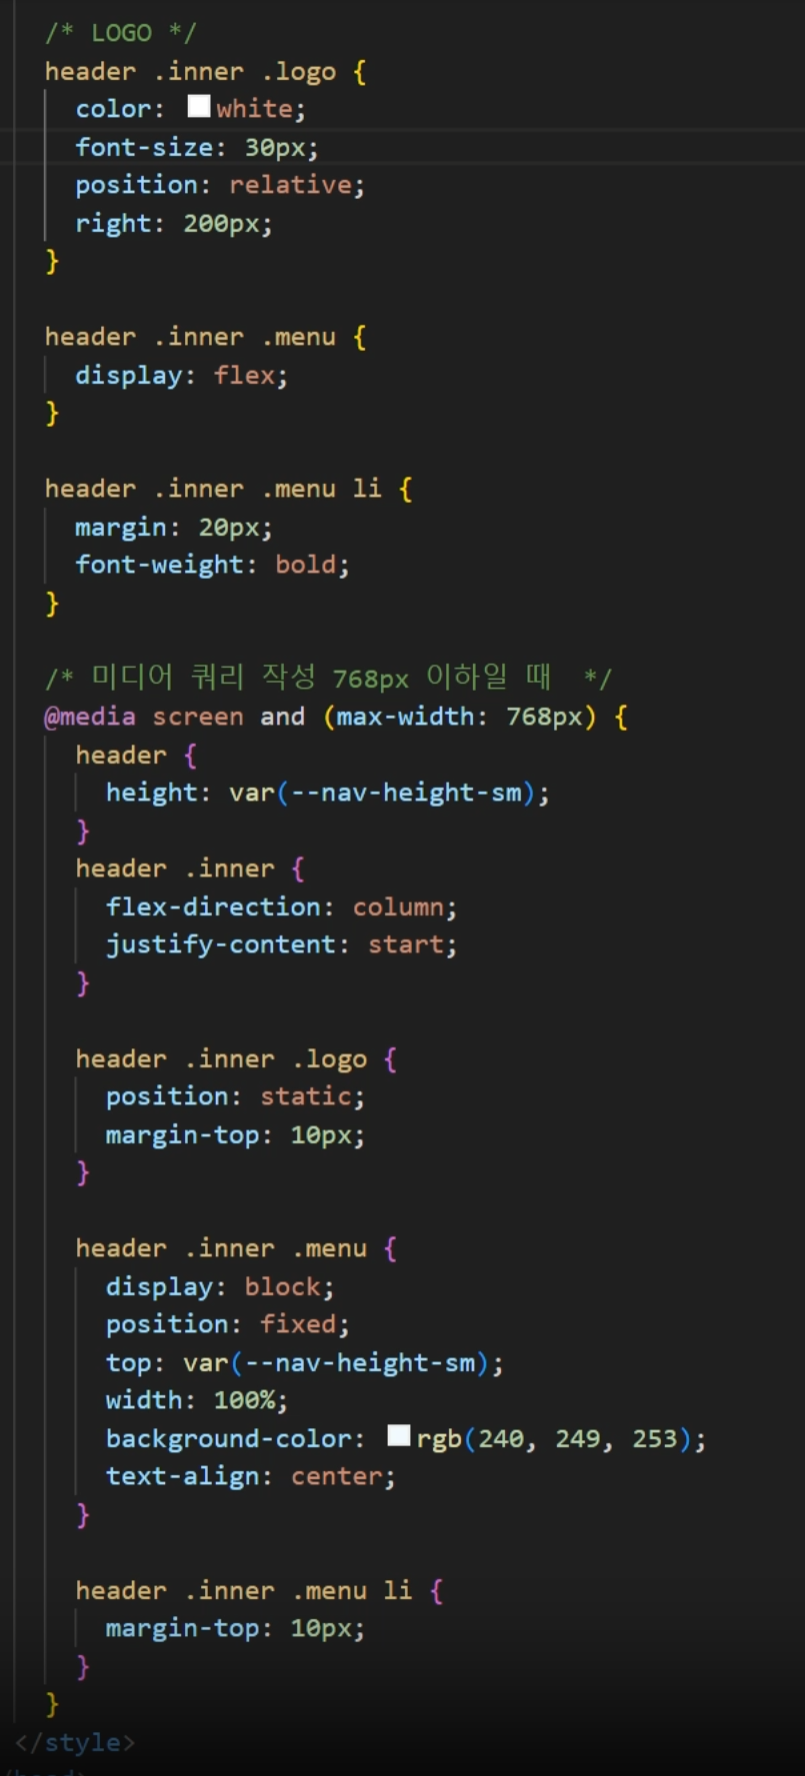 /* LOGO */
header .inner .logo {
color: white;
font-size: 30px;
position: relative;
right: 200px;
}
header .inner .menu {
display: flex;
}
header .inner .menu li {
margin: 20px;
font-weight: bold;
}
/* 미디어 쿼리 작성 768px 이하일 때  */
@media screen and (max-width: 768px) {
header {
height: var(--nav-height-sm);
}
header .inner {
flex-direction: column;
justify-content: start;
}
header .inner .logo {
position: static;
margin-top: 10px;
}
header .inner .menu {
display: block;
position: fixed;
top: var(--nav-height-sm);
width: 100%;
background-color: rgb(240, 249, 253);
text-align: center;
}
header .inner .menu li {
margin-top: 10px;
}
}
</style>